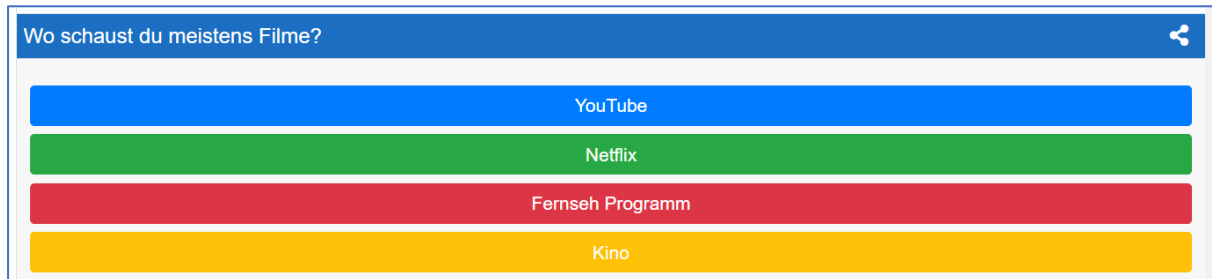 Wo schaust du meistens Filme?
YouTube
Netflix
Fernseh Programm
Kino